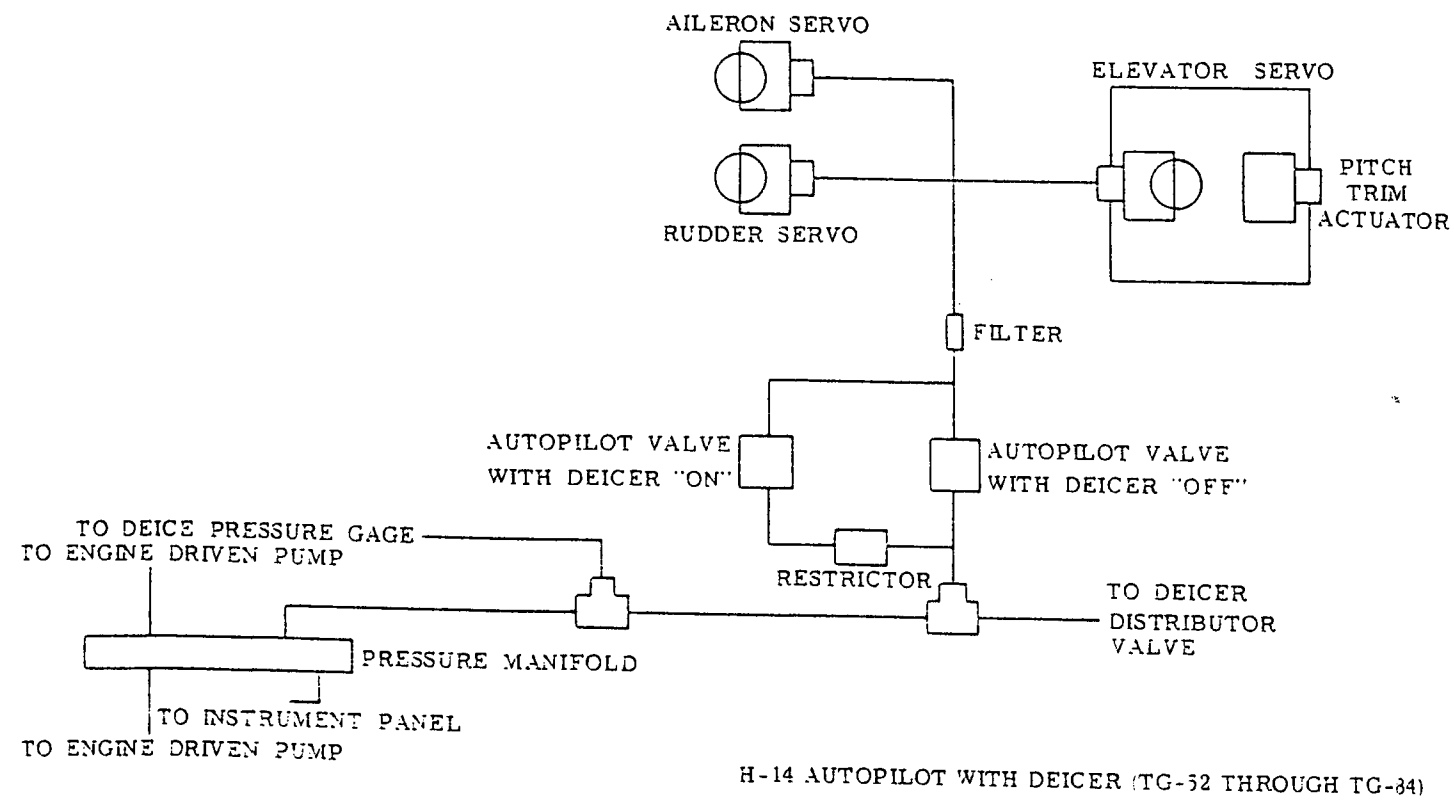 AILERON SERVO
ELEVATOR SERVO
PITCH
TRIM
ACTUATOR
RUDDER SERVO
FILTER
AUTOPILOT VALVE
WITH DEICER "ON"
AUTOPILOT VALVE
WITH DEICER "OFF"
TO DEICE PRESSURE GAGE
TO ENGINE DRIVEN PUMP
RESTRICTOR
TO DEICER
DISTRIBUTOR
VALVE
PRESSURE MANIFOLD
TO INSTRUMENT PANEL
TO ENGINE DRIVEN PUMP
H-14 AUTOPILOT WITH DEICER (TG-52 THROUGH TG-84)